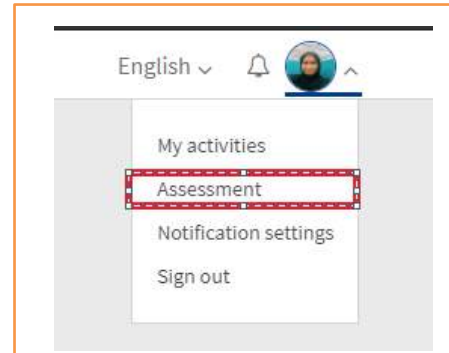 English
My activities
Assessment
Notification settings
Sign out